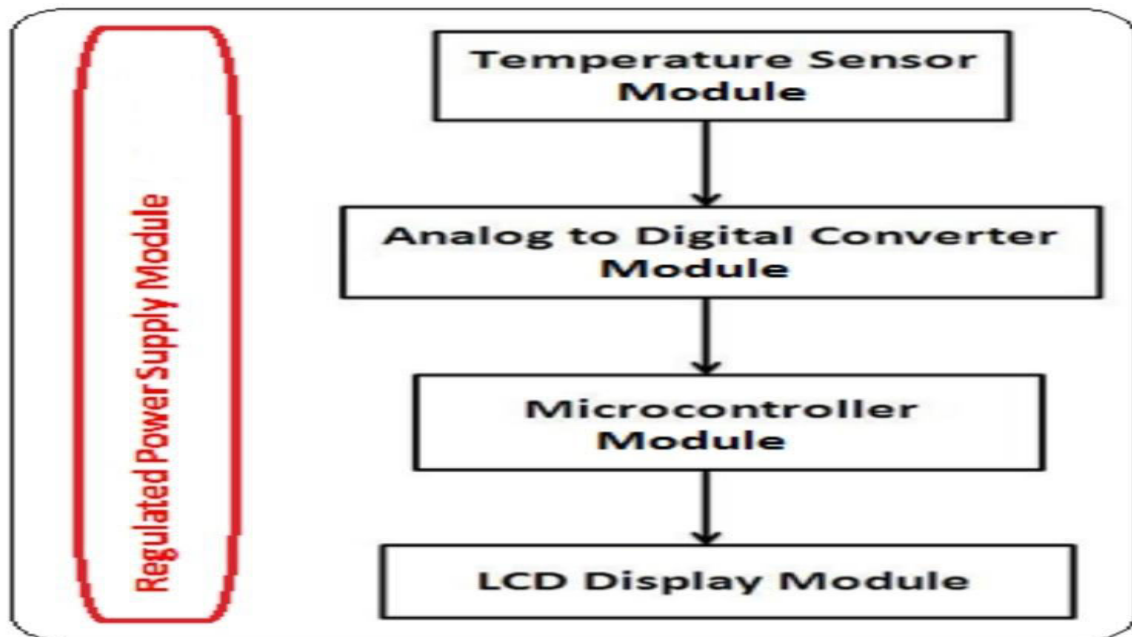 Regulated Power Supply Module
Temperature Sensor
Module
Analog to Digital Converter
Module
Microcontroller
Module
LCD Display Module